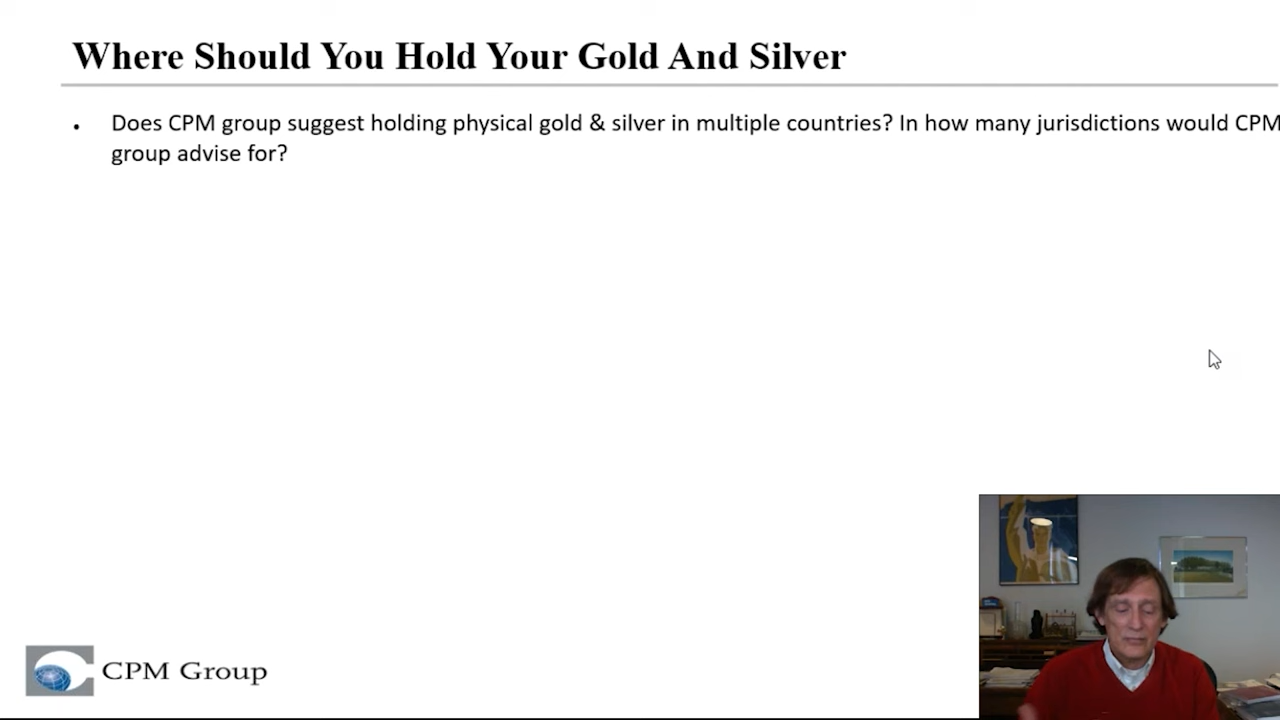 Where Should You Hold Your Gold And Silver
• Does CPM group suggest holding physical gold & silver in multiple countries? In how many jurisdictions would CPM
group advise for?
CPM Group